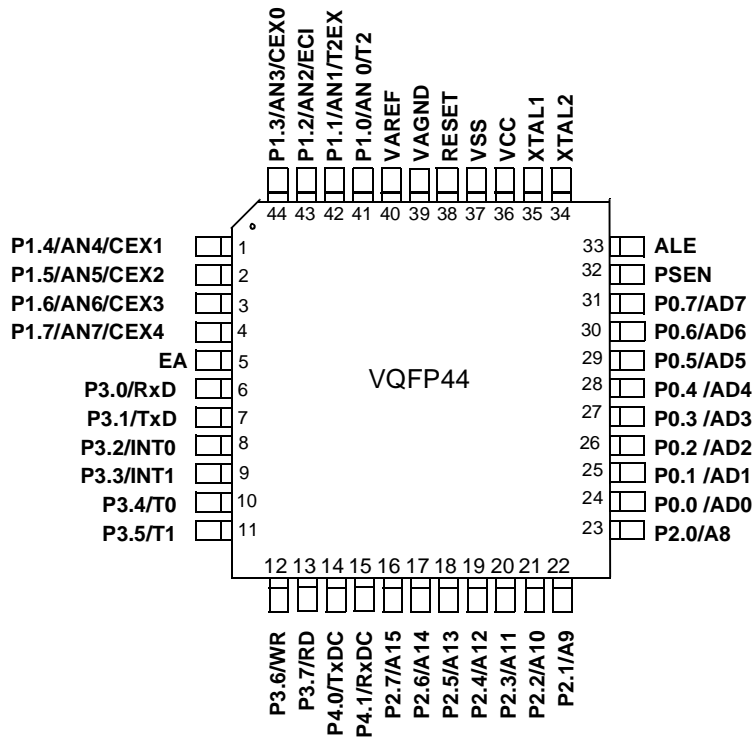 P1.3/AN3/CEX0
P1.2/AN2/ECI
P1.1/AN1/T2EX
P1.0/AN 0/T2
VAREF
VAGND
RESET
VSS
VCC
XTAL1
XTAL2
44 43 42 41 40 39 38 37 36 35 34
P1.4/AN4/CEX1 1
P1.5/AN5/CEX2 2
P1.6/AN6/CEX3 3
P1.7/AN7/CEX4 4
EA 5
P3.0/RxD 6
P3.1/TxD 7
P3.2/INT0 8
P3.3/INT1 9
P3.4/T0 10
P3.5/T1 11
VQFP44
33 ALE
32 PSEN
31 P0.7/AD7
30 P0.6/AD6
29 P0.5/AD5
28 P0.4 /AD4
27 P0.3 /AD3
26 P0.2 /AD2
25 P0.1 /AD1
24 P0.0 /AD0
23 P2.0/A8
12 13 14 15 16 17 18 19 20 21 22
P3.6/WR
P3.7/RD
P4.0/TxDC
P4.1/RxDC
P2.7/A15
P2.6/A14
P2.5/A13
P2.4/A12
P2.3/A11
P2.2/A10
P2.1/A9